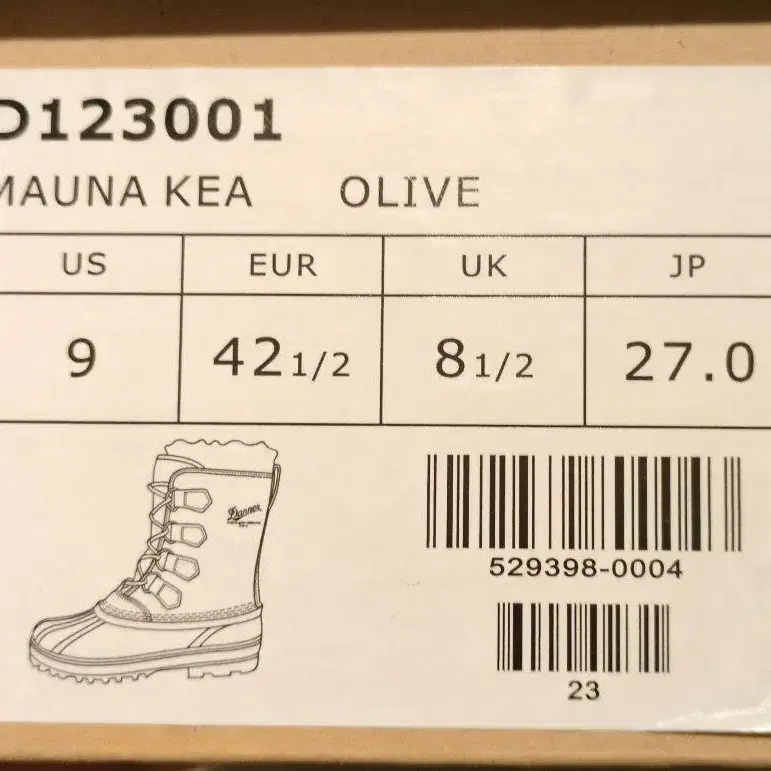 D123001
MAUNA KEA OLIVE
US EUR UK JP
9 42 1/2 8 1/2 27.0
Danner
529398-0004
23